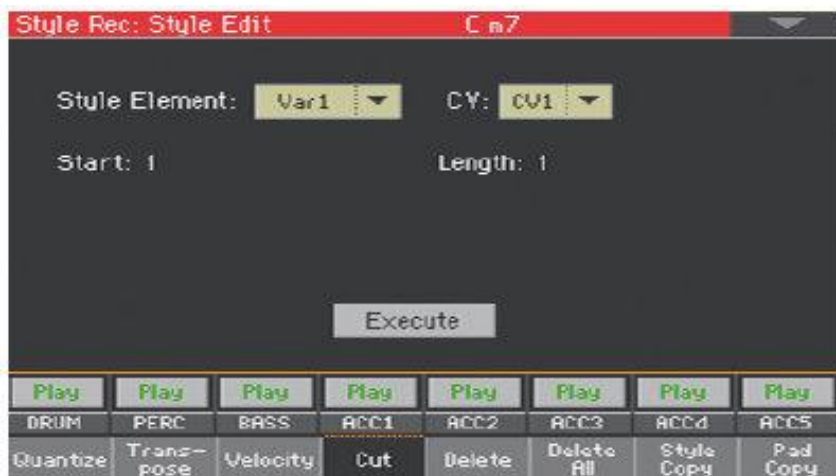 Style Rec: Style Edit Cm7
Style Element: Var1 CV: CV1
Start: 1 Length: 1
Execute
Play Play Play Play Play Play Play Play
DRUM PERC BASS ACC1 ACC2 ACC3 ACC4 ACC5
Quantize Trans-pose Velocity Cut Delete Delete All Style Copy Pad Copy